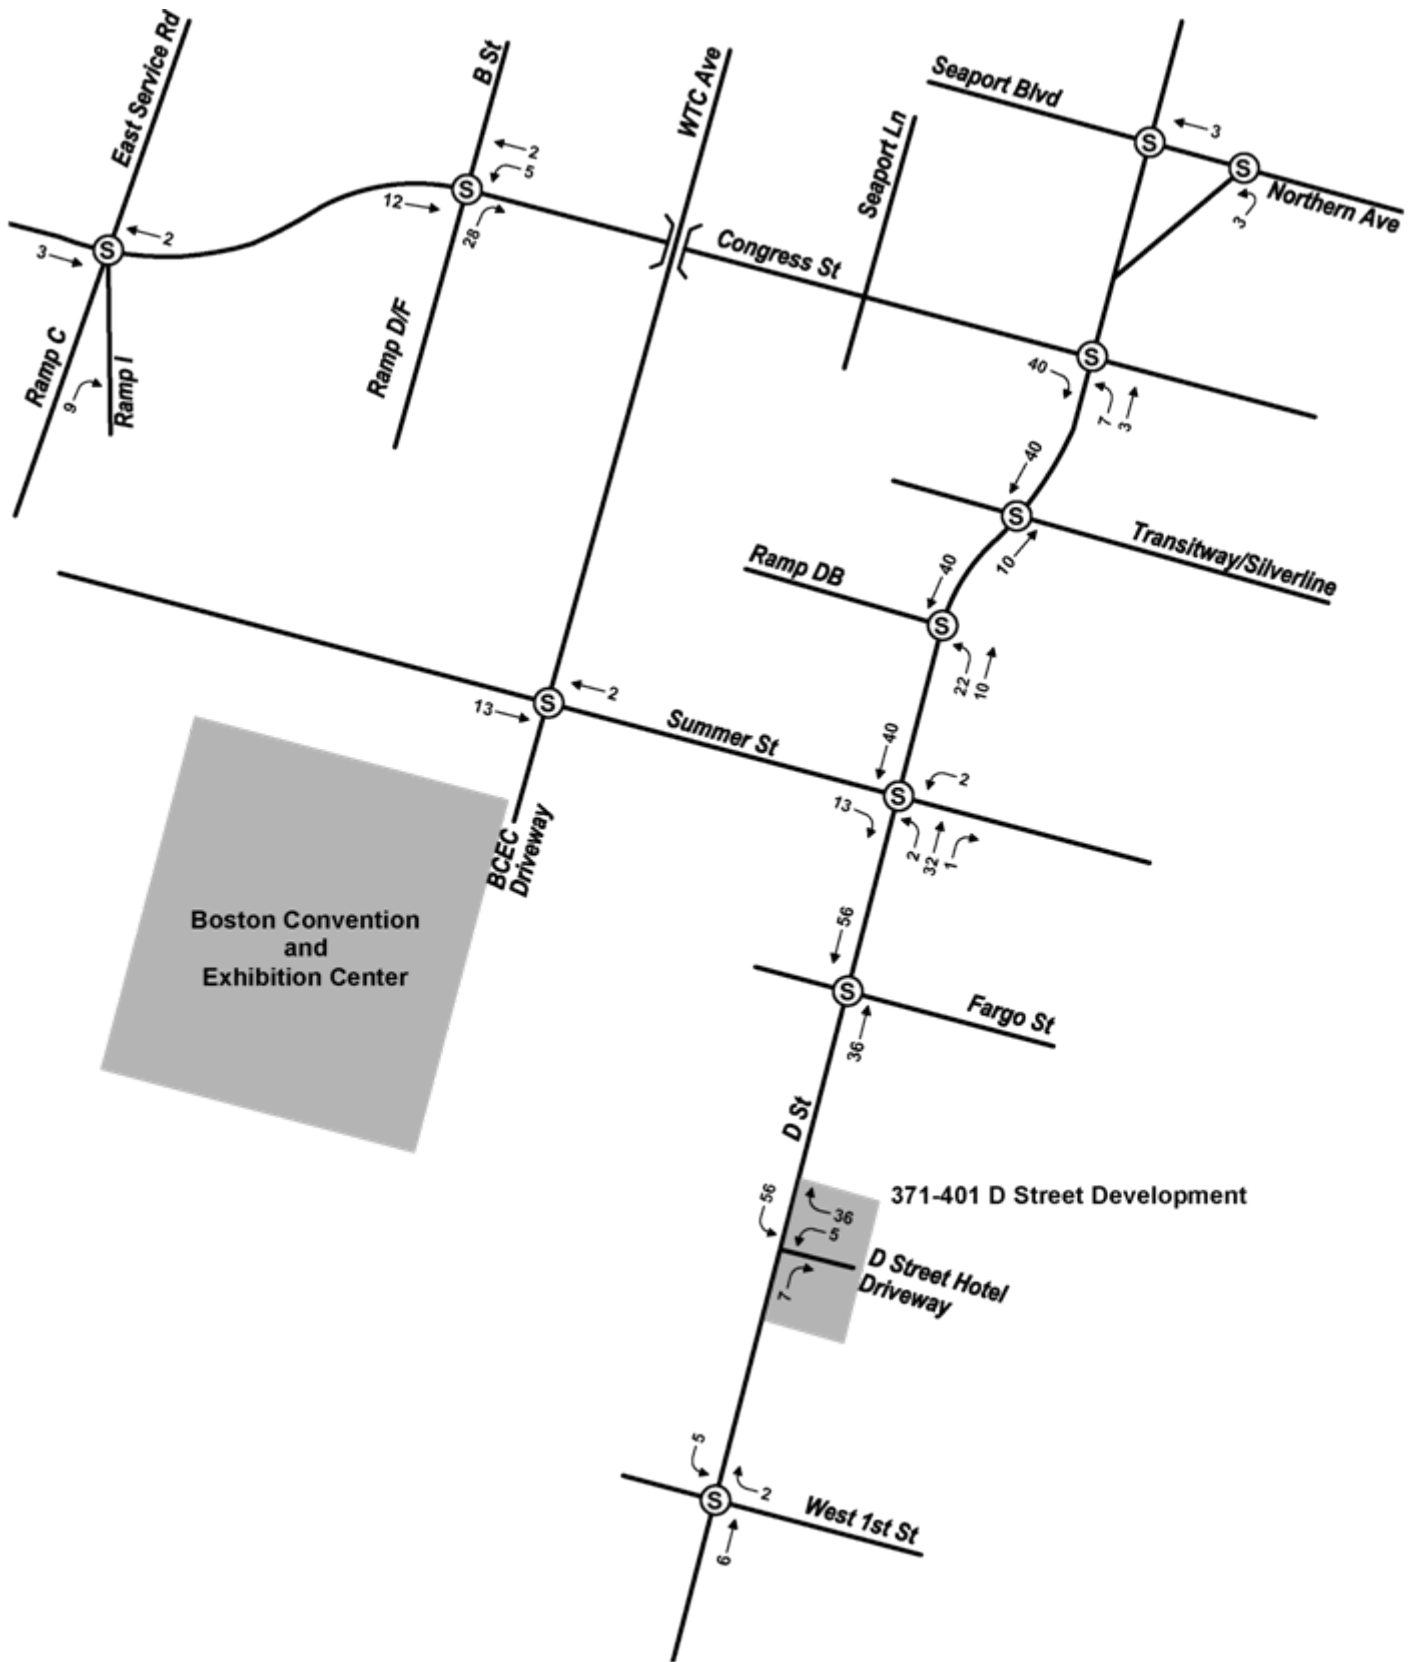 East Service Rd
B St
WTC Ave
Seaport Ln
Seaport Blvd
3
S
S
Northern Ave
3
2
5
S
12
28
2
S
3
Ramp C
Ramp I
9
Ramp D/F
Congress St
S
40
7
3
40
S
10
Transitway/Silverline
Ramp DB
40
S
22
10
2
13
S
Summer St
40
S
2
13
2
32
1
BCEC
Driveway
Boston Convention
and
Exhibition Center
56
S
Fargo St
36
D St
371-401 D Street Development
56
36
5
7
D Street Hotel
Driveway
5
S
2
West 1st St
6